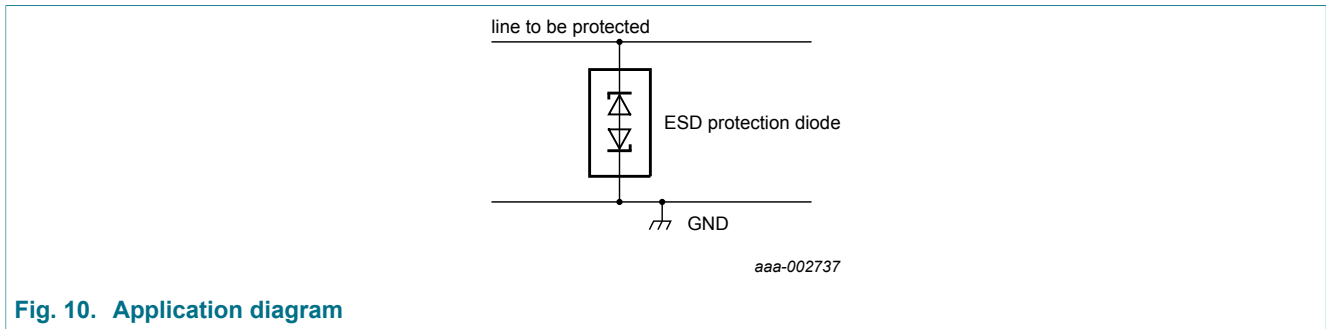 line to be protected
ESD protection diode
GND
aaa-002737
Fig. 10. Application diagram